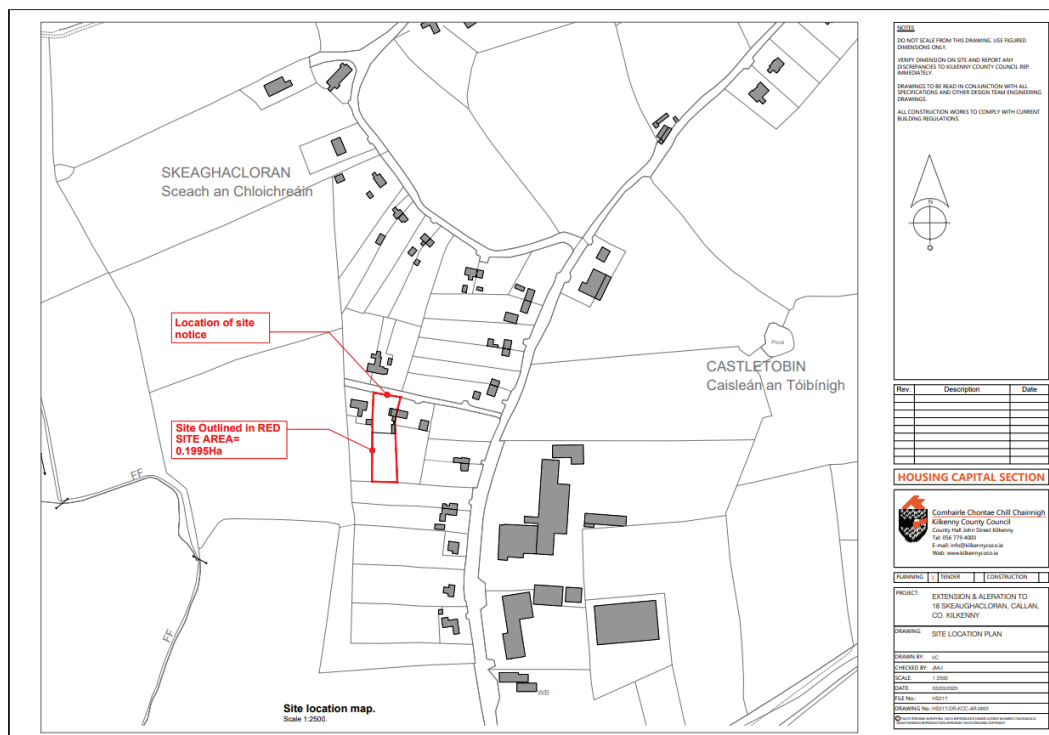 SKEAGHACLORAN
Sceach an Chloichreáin
Location of site
notice
Site Outlined in RED
SITE AREA=
0.1995Ha
CASTLETOBIN
Caisleán an Tóibínigh
Pond
FF
FF
WB
Site location map.
Scale 1:2500.
NOTES
DO NOT SCALE FROM THIS DRAWING. USE FIGURED
DIMENSIONS ONLY.
VERIFY DIMENSION ON SITE AND REPORT ANY
DISCREPANCIES TO KILKENNY COUNTY COUNCIL REP.
IMMEDIATELY.
DRAWINGS TO BE READ IN CONJUNCTION WITH ALL
SPECIFICATIONS AND OTHER DESIGN TEAM ENGINEERING
DRAWINGS.
ALL CONSTRUCTION WORKS TO COMPLY WITH CURRENT
BUILDING REGULATIONS.
N
Rev. Description Date
HOUSING CAPITAL SECTION
Comhairle Chontae Chill Chainnigh
Kilkenny County Council
County Hall John Street Kilkenny
Tel: 056 779 4000
E-mail: info@kilkennycoco.ie
Web: www.kilkennycoco.ie
PLANNING X TENDER CONSTRUCTION
PROJECT: EXTENSION & ALERATION TO
18 SKEAUGHACLORAN, CALLAN,
CO. KILKENNY
DRAWING: SITE LOCATION PLAN
DRAWN BY: VC
CHECKED BY: JMcl
SCALE: 1:2500
DATE: 03/03/2025
FILE No.: HS217
DRAWING No.: HS217-DR-KCC-AR-0001